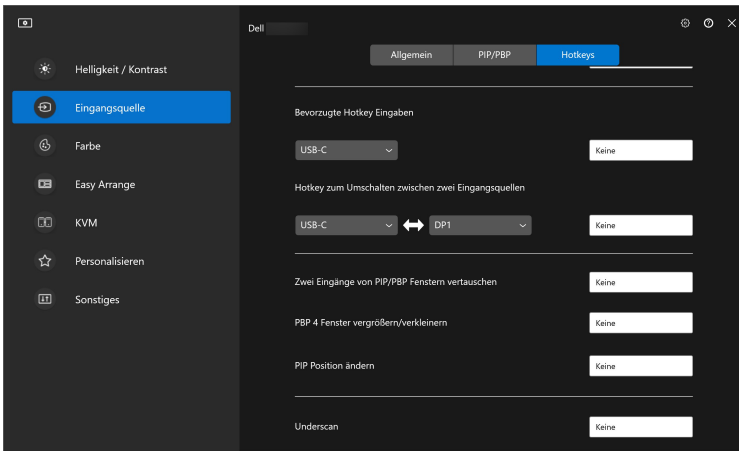 Dell
Allgemein PIP/PBP Hotkeys
Helligkeit / Kontrast
Eingangsquelle
Farbe
Easy Arrange
KVM
Personalisieren
Sonstiges
Bevorzugte Hotkey Eingaben
USB-C Keine
Hotkey zum Umschalten zwischen zwei Eingangsquellen
USB-C DP1 Keine
Zwei Eingänge von PIP/PBP Fenstern vertauschen Keine
PBP 4 Fenster vergrößern/verkleinern Keine
PIP Position ändern Keine
Underscan Keine